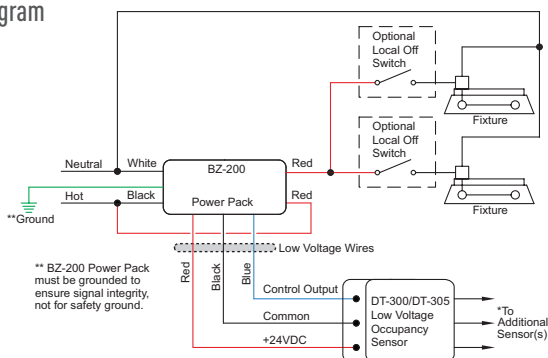 gram
Optional
Local Off
Switch
Fixture
Optional
Local Off
Switch
Fixture
Neutral
White
BZ-200
Red
Hot
Black
Power Pack
Red
**Ground
Low Voltage Wires
** BZ-200 Power Pack
must be grounded to
ensure signal integrity,
not for safety ground.
Red
Black
Blue
Control Output
Common
+24VDC
DT-300/DT-305
Low Voltage
Occupancy
Sensor
*To
Additional
Sensor(s)